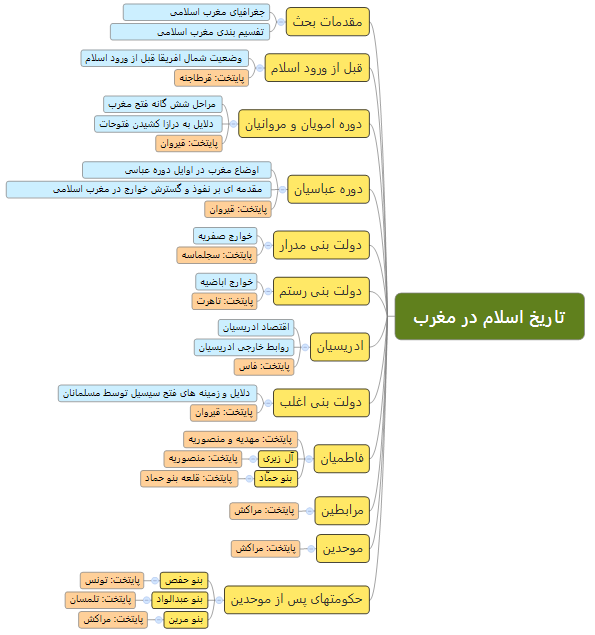 تاریخ اسلام در مغرب
مقدمات بحث
جغرافیای مغرب اسلامی
تقسیم بندی مغرب اسلامی
قبل از ورود اسلام
وضعیت شمال افریقا قبل از ورود اسلام
پایتخت: قرطاجنه
دوره امویان و مروانیان
مراحل شش گانه فتح مغرب
دلایل به درازا کشیدن فتوحات
پایتخت: قیروان
دوره عباسیان
اوضاع مغرب در اوایل دوره عباسی
مقدمه ای بر نفوذ و گسترش خوارج در مغرب اسلامی
پایتخت: قیروان
دولت بنی مدرار
خوارج صفریه
پایتخت: سجلماسه
دولت بنی رستم
خوارج اباضیه
پایتخت: تاهرت
ادریسیان
اقتصاد ادریسیان
روابط خارجی ادریسیان
پایتخت: فاس
دولت بنی اغلب
دلایل و زمینه های فتح سیسیل توسط مسلمانان
پایتخت: قیروان
فاطمیان
پایتخت: مهدیه و منصوریه
آل زیری
پایتخت: منصوریه
بنو حمّاد
پایتخت: قلعه بنو حماد
مرابطین
پایتخت: مراکش
موحدین
پایتخت: مراکش
حکومتهای پس از موحدین
بنو حفص
پایتخت: تونس
بنو عبدالواد
پایتخت: تلمسان
بنو مرین
پایتخت: مراکش